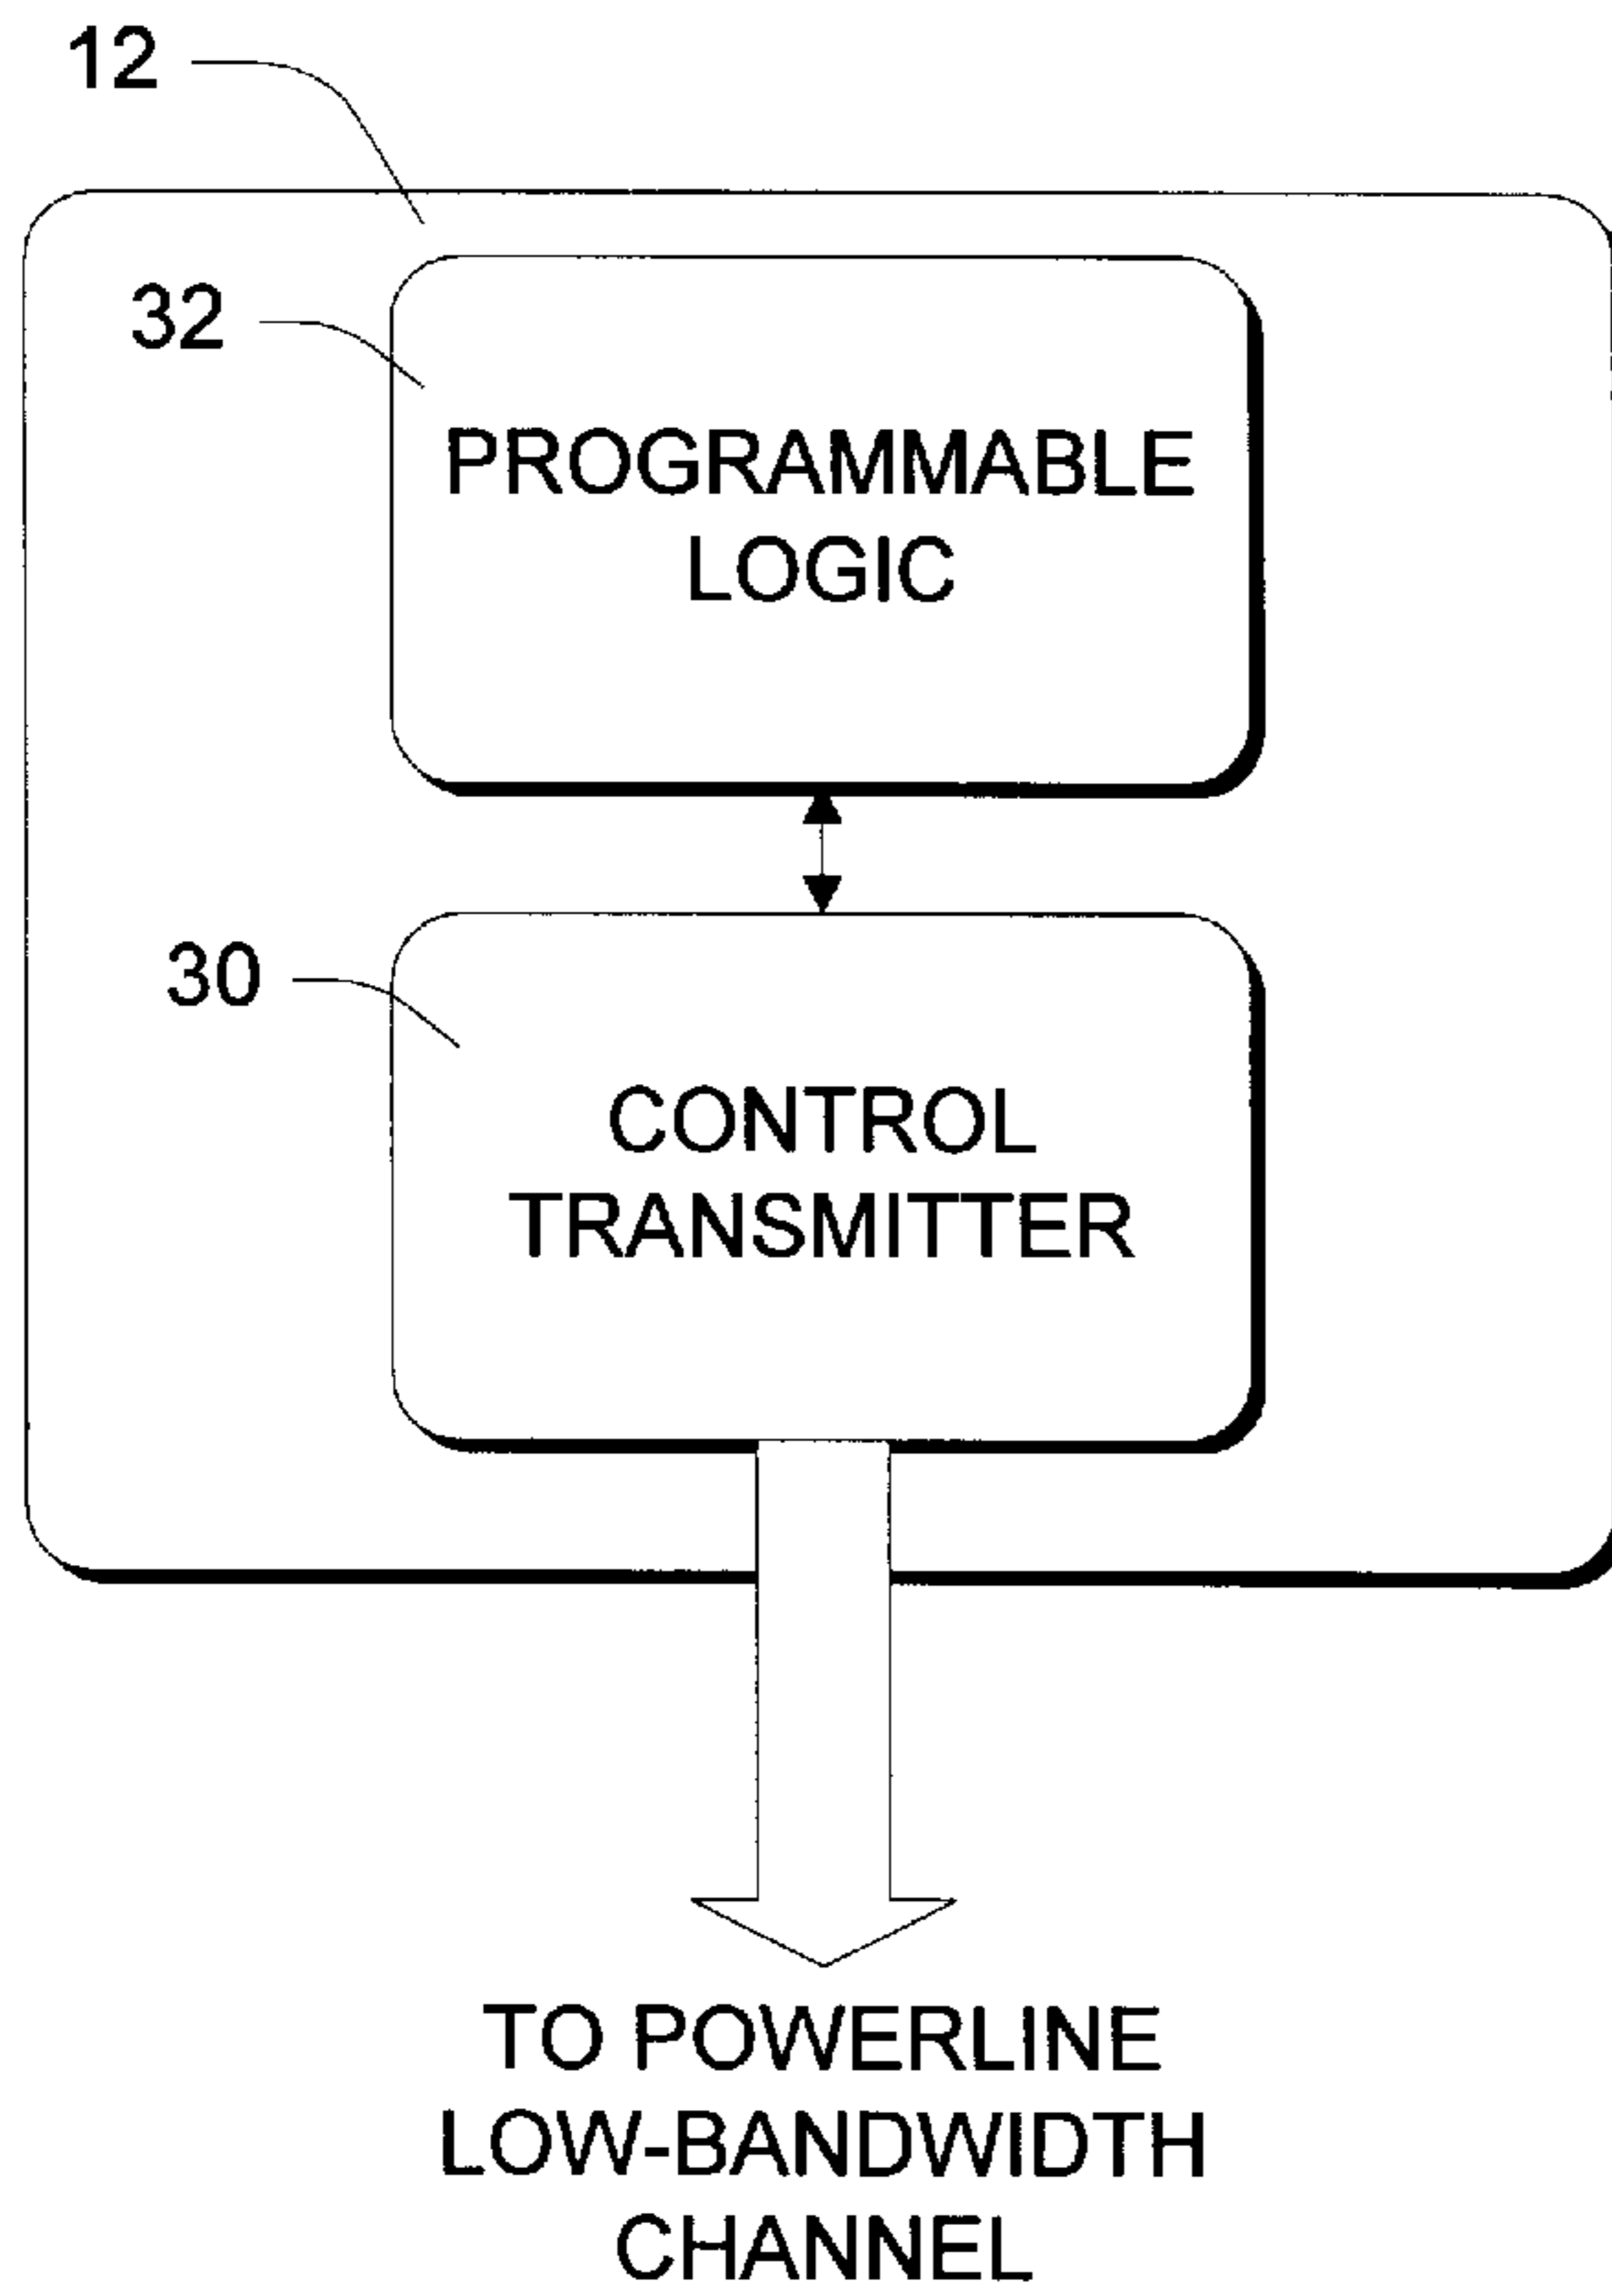 12
32
PROGRAMMABLE
LOGIC
30
CONTROL
TRANSMITTER
TO POWERLINE
LOW-BANDWIDTH
CHANNEL